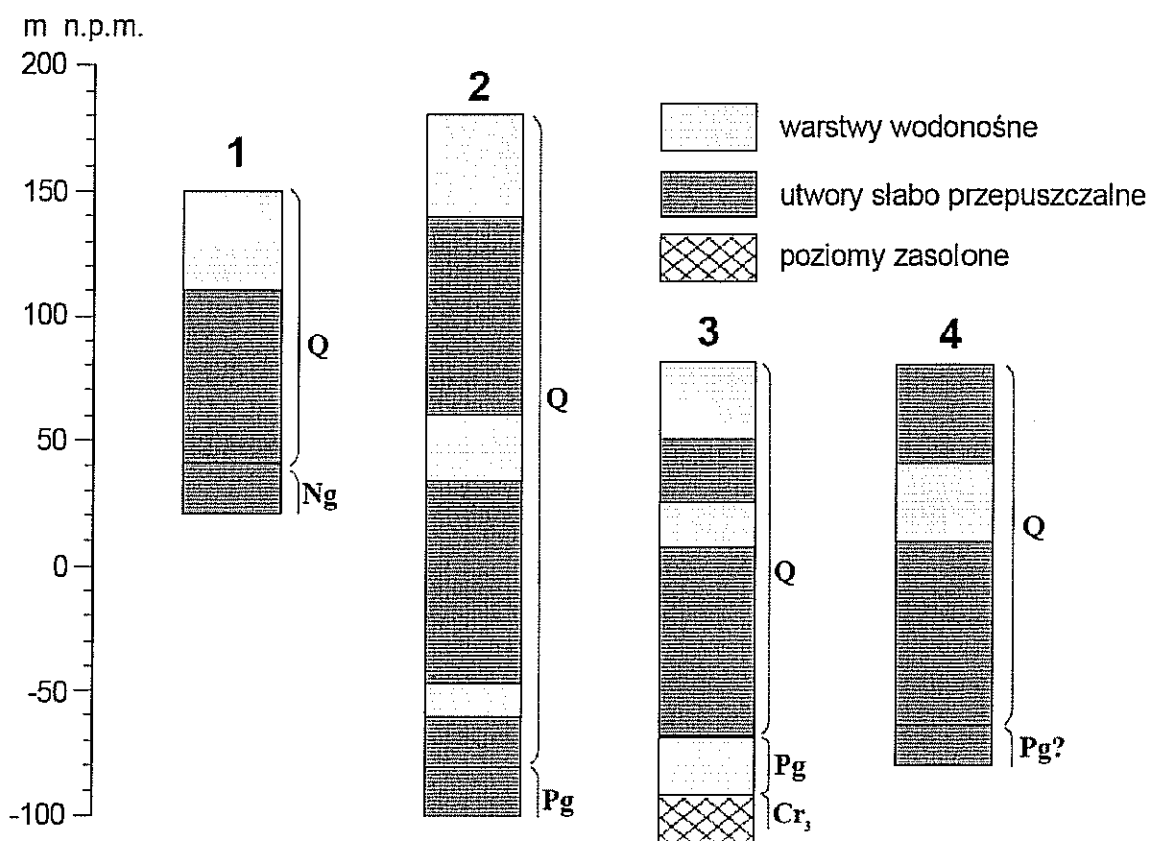 m n.p.m.
200
150
100
50
0
-50
-100
1
Q
Ng
2
Q
Pg
warstwy wodonośne
utwory słabo przepuszczalne
poziomy zasolone
3
Q
Pg
Cr₃
4
Q
Pg?